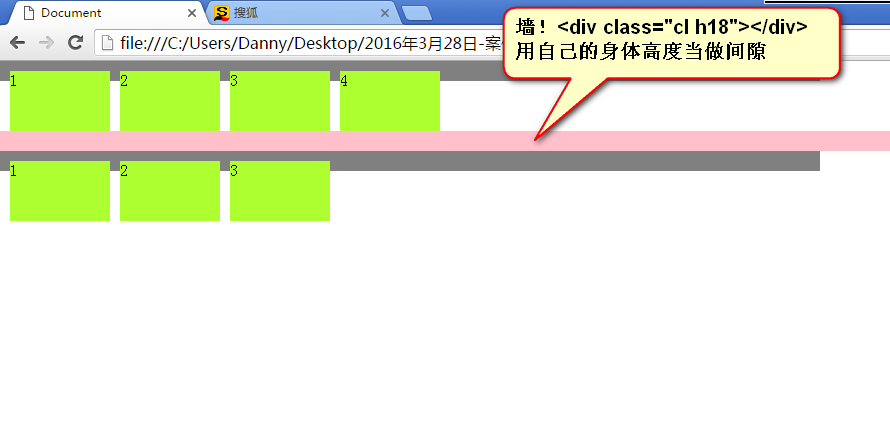 Document
搜狐
file:///C:/Users/Danny/Desktop/2016年3月28日-案
墙！<div class="cl h18"></div>
用自己的身体高度当做间隙
1 2 3 4
1 2 3